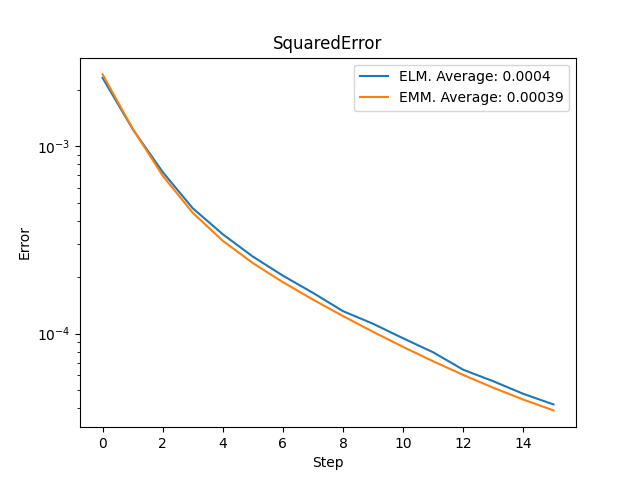 SquaredError
ELM. Average: 0.0004
EMM. Average: 0.00039
10⁻³
10⁻⁴
Error
0 2 4 6 8 10 12 14
Step